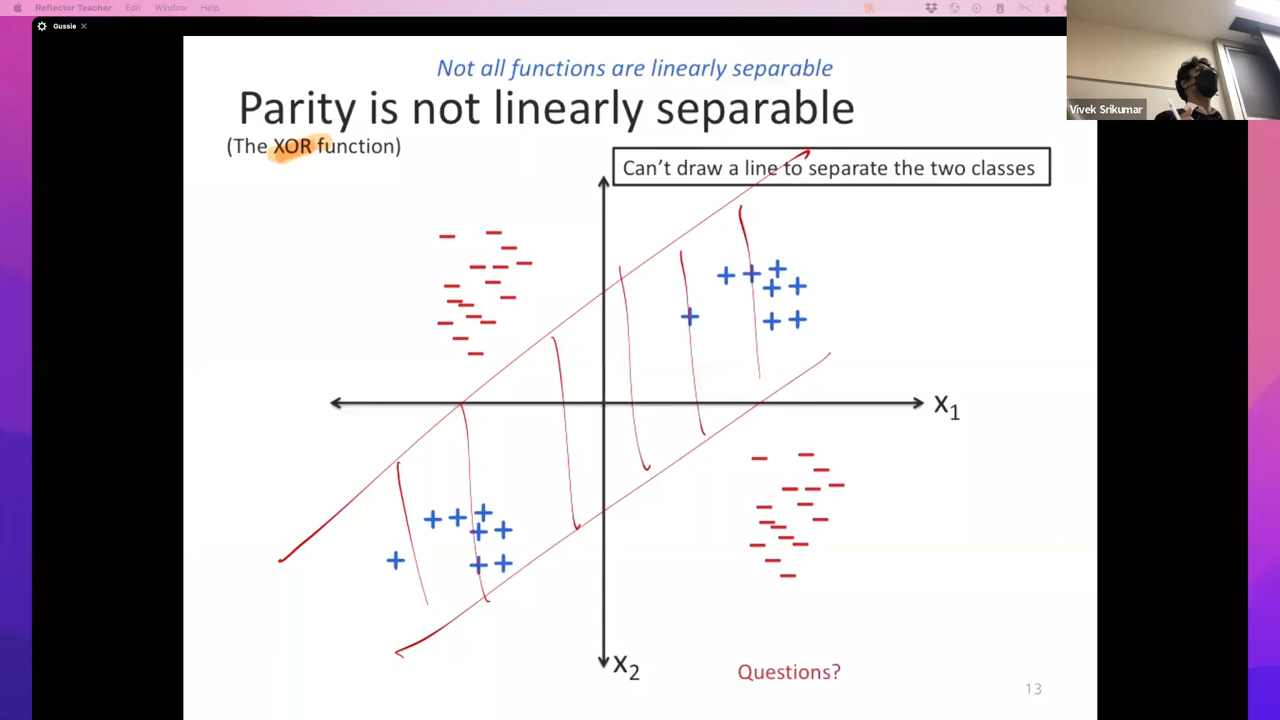 Reflector Teacher Edit Window Help
Gussie
Vivek Srikumar
Not all functions are linearly separable
Parity is not linearly separable
(The XOR function)
Can't draw a line to separate the two classes
X1
X2
Questions?
13